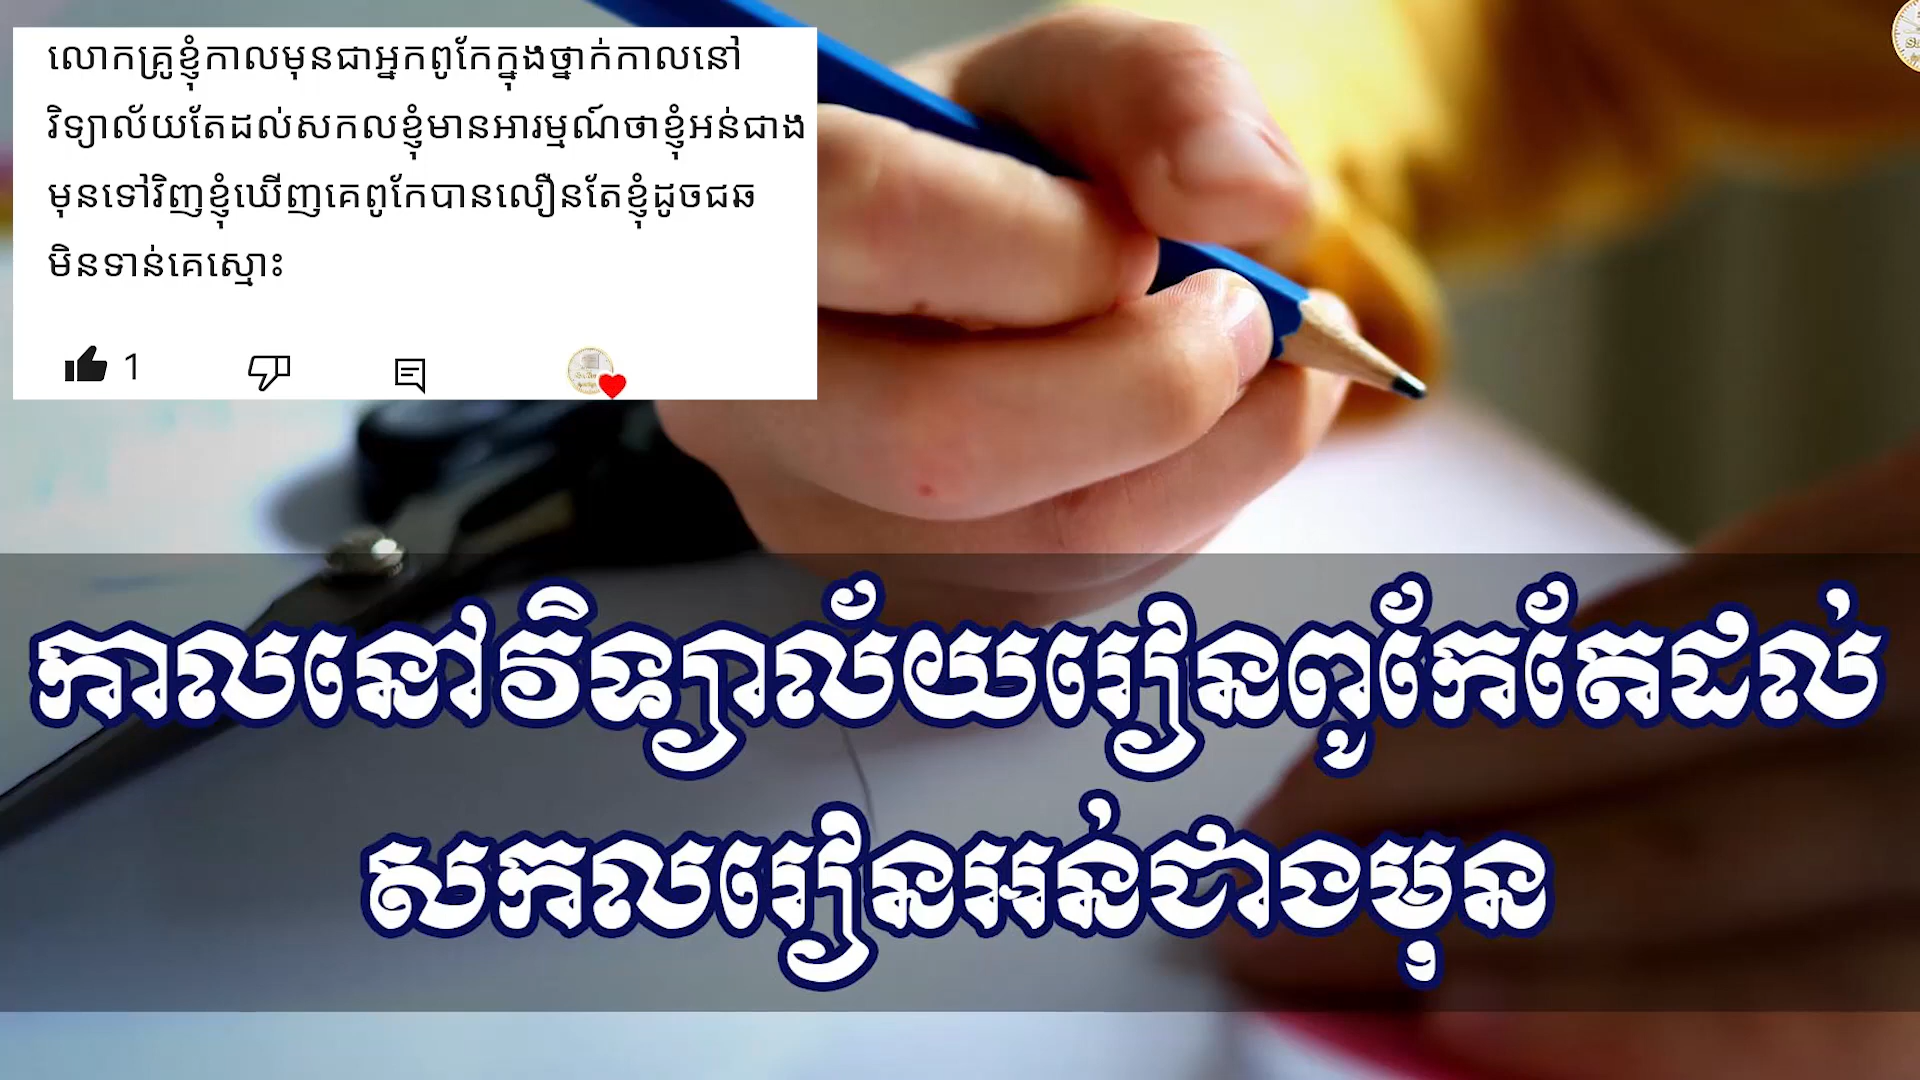 លោកគ្រូខ្ញុំកាលមុនជាអ្នកពូកែក្នុងថ្នាក់កាលនៅ
វិទ្យាល័យតែដល់សកលខ្ញុំមានអារម្មណ៍ថាខ្ញុំអន់ជាង
មុនទៅវិញខ្ញុំឃើញគេពូកែបានលឿនតែខ្ញុំដូចជឆ
មិនទាន់គេស្មោះ
1
កាលនៅវិទ្យាល័យរៀនពូកែតែដល់
សកលរៀនអន់ជាងមុន